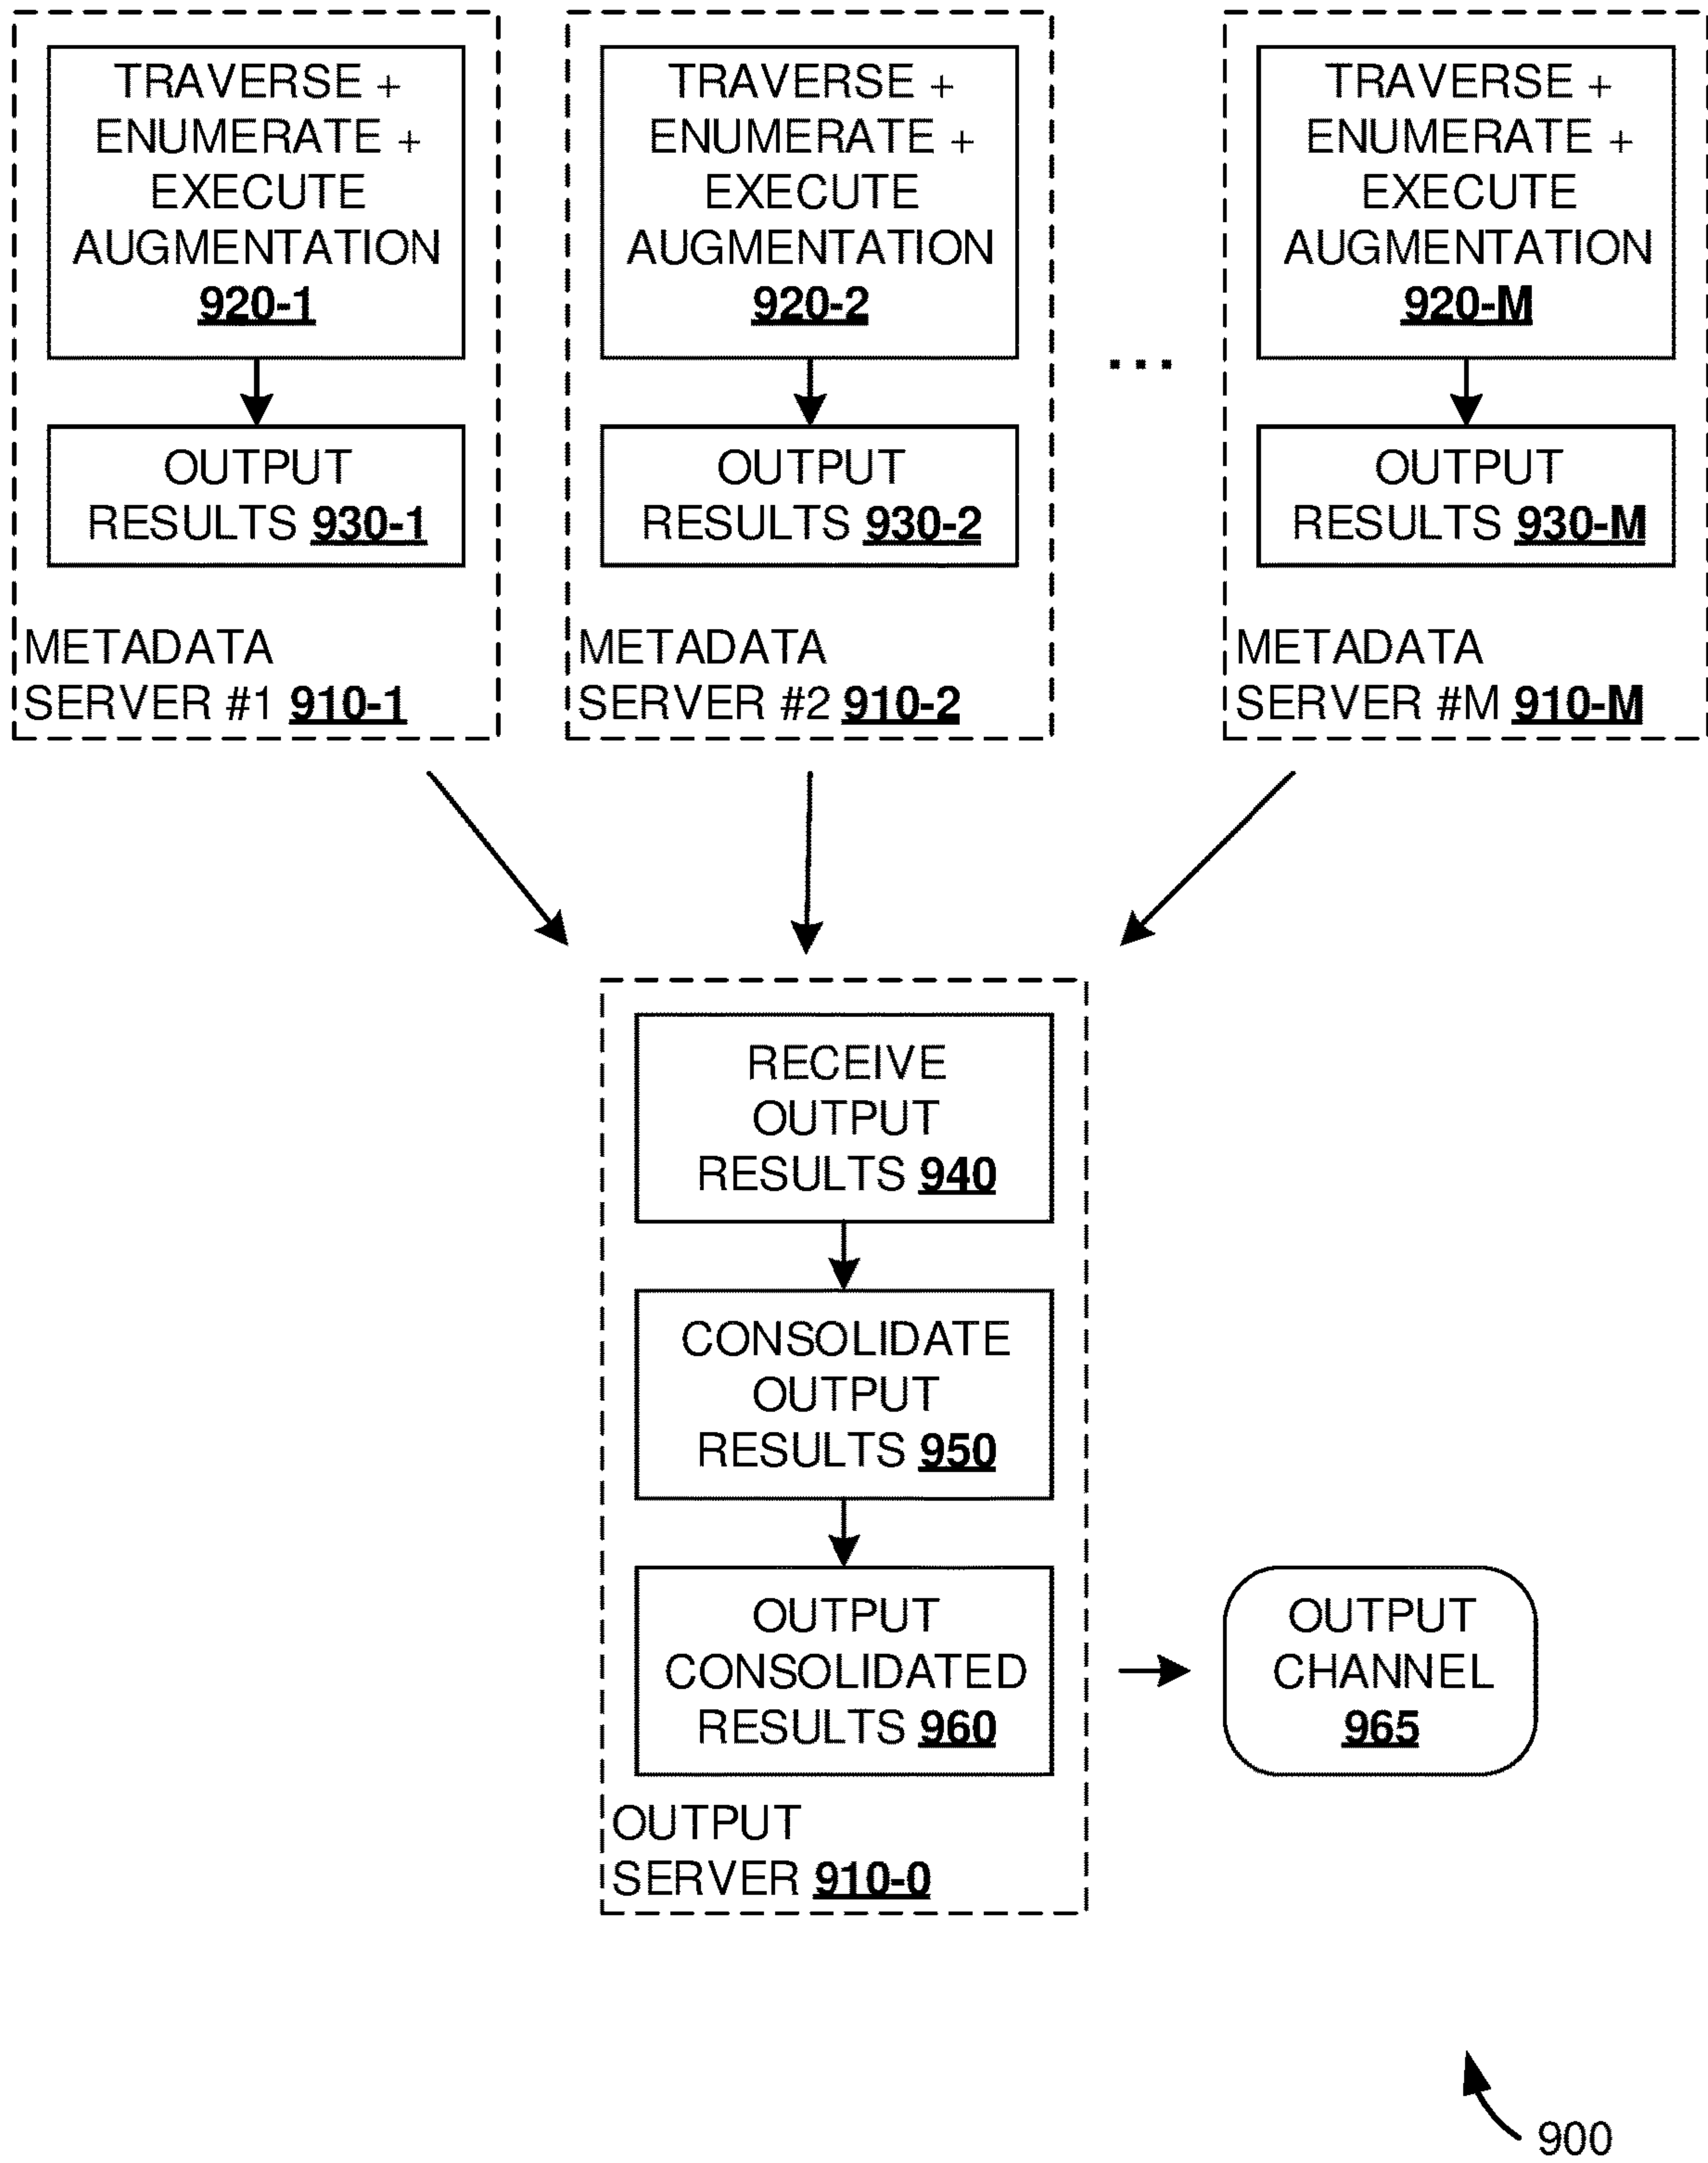 TRAVERSE +
ENUMERATE +
EXECUTE
AUGMENTATION
920-1
OUTPUT
RESULTS 930-1
METADATA
SERVER #1 910-1
TRAVERSE +
ENUMERATE +
EXECUTE
AUGMENTATION
920-2
OUTPUT
RESULTS 930-2
METADATA
SERVER #2 910-2
...
TRAVERSE +
ENUMERATE +
EXECUTE
AUGMENTATION
920-M
OUTPUT
RESULTS 930-M
METADATA
SERVER #M 910-M
RECEIVE
OUTPUT
RESULTS 940
CONSOLIDATE
OUTPUT
RESULTS 950
OUTPUT
CONSOLIDATED
RESULTS 960
OUTPUT
SERVER 910-0
OUTPUT
CHANNEL
965
900